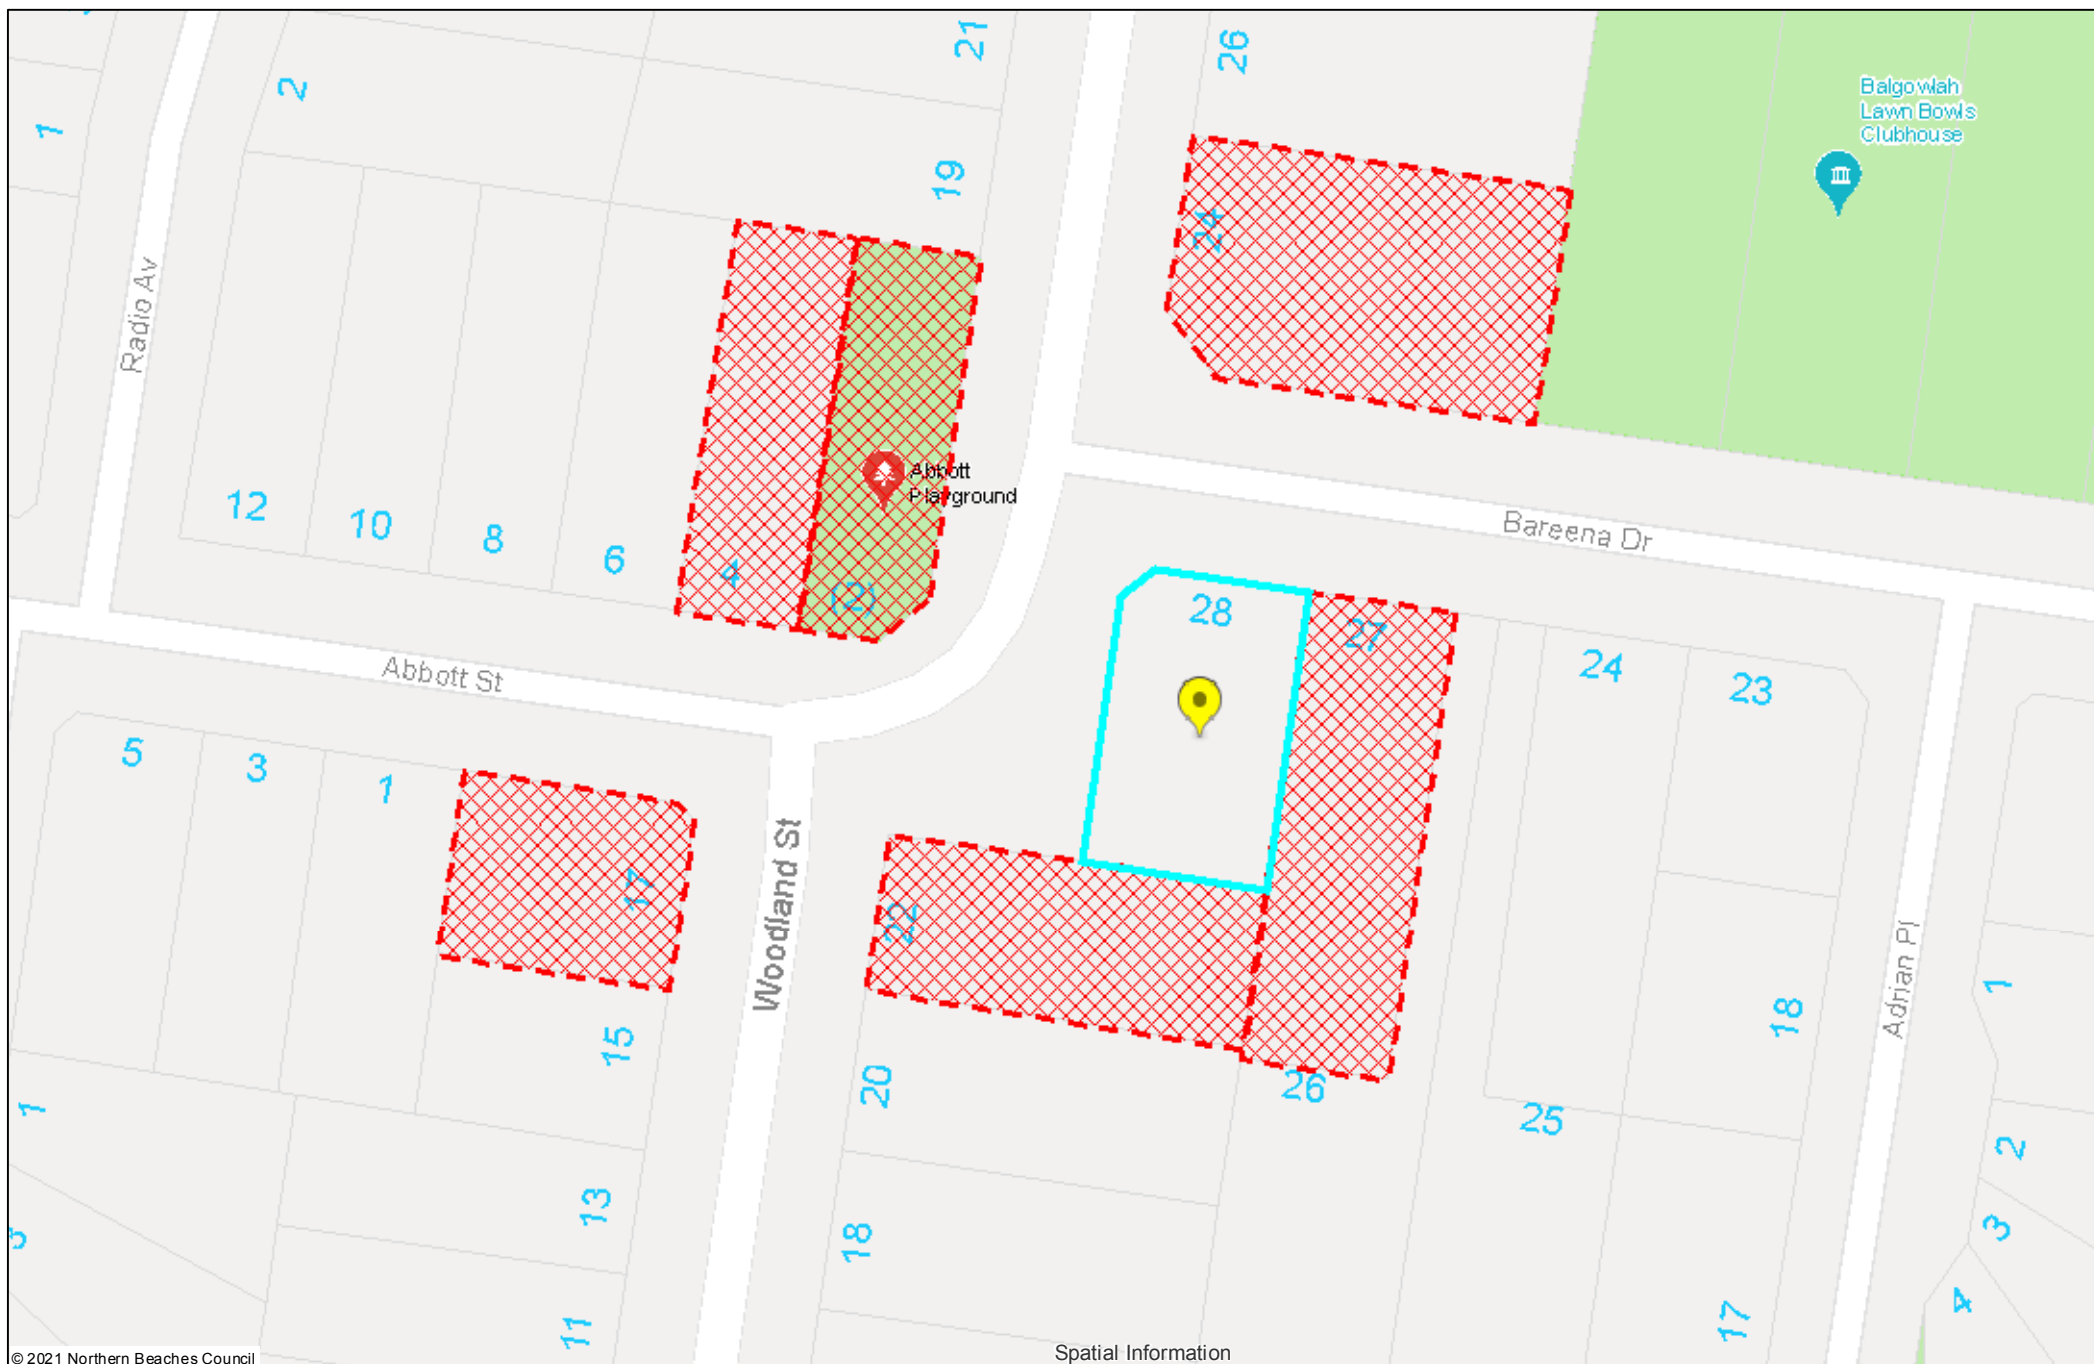 21
26
2
1
Balgowlah
Lawn Bowls
Clubhouse
19
24
Radio Av
Abbott
Playground
12
10
8
6
4
(2)
Bareena Dr
28
27
24
23
Abbott St
5
3
1
17
Woodland St
22
Adrian Pl
1
18
15
20
26
25
1
2
13
18
3
4
17
11
Spatial Information
© 2021 Northern Beaches Council